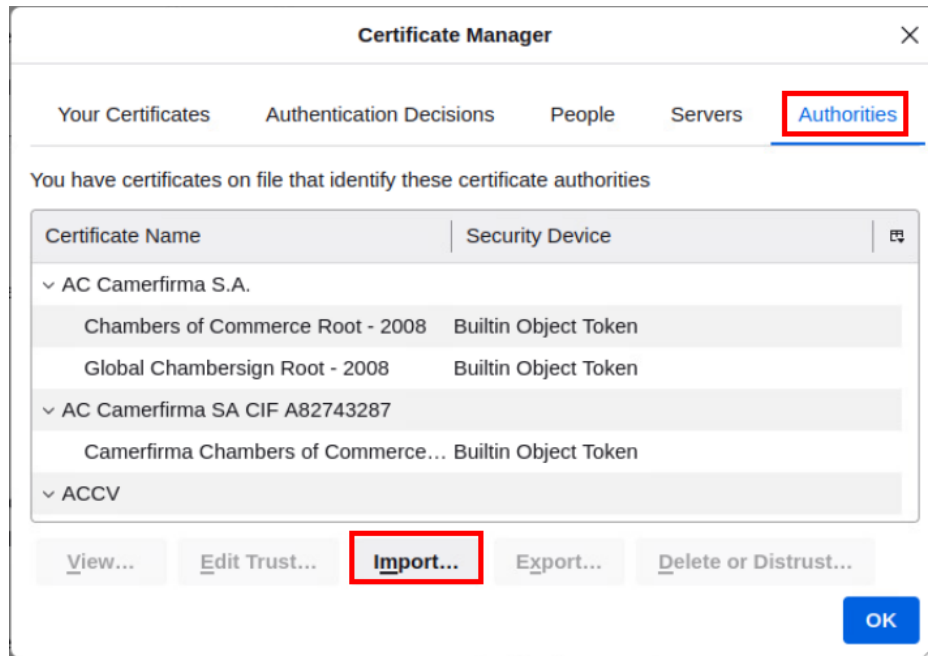 Certificate Manager
Your Certificates Authentication Decisions People Servers Authorities
You have certificates on file that identify these certificate authorities
Certificate Name Security Device
AC Camerfirma S.A.
Chambers of Commerce Root - 2008 Builtin Object Token
Global Chambersign Root - 2008 Builtin Object Token
AC Camerfirma SA CIF A82743287
Camerfirma Chambers of Commerce… Builtin Object Token
ACCV
View… Edit Trust… Import… Export… Delete or Distrust…
OK